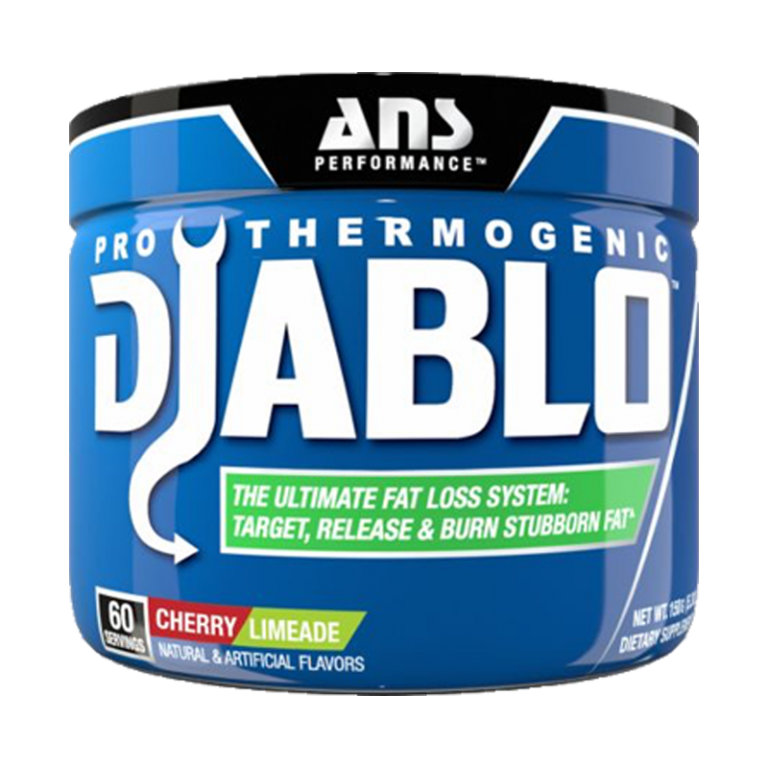 ANS
PERFORMANCE™
PRO THERMOGENIC
DIABLO™
THE ULTIMATE FAT LOSS SYSTEM:
TARGET, RELEASE & BURN STUBBORN FAT^
60
SERVINGS
CHERRY LIMEADE
NATURAL & ARTIFICIAL FLAVORS
NET WT. 150g
DIETARY